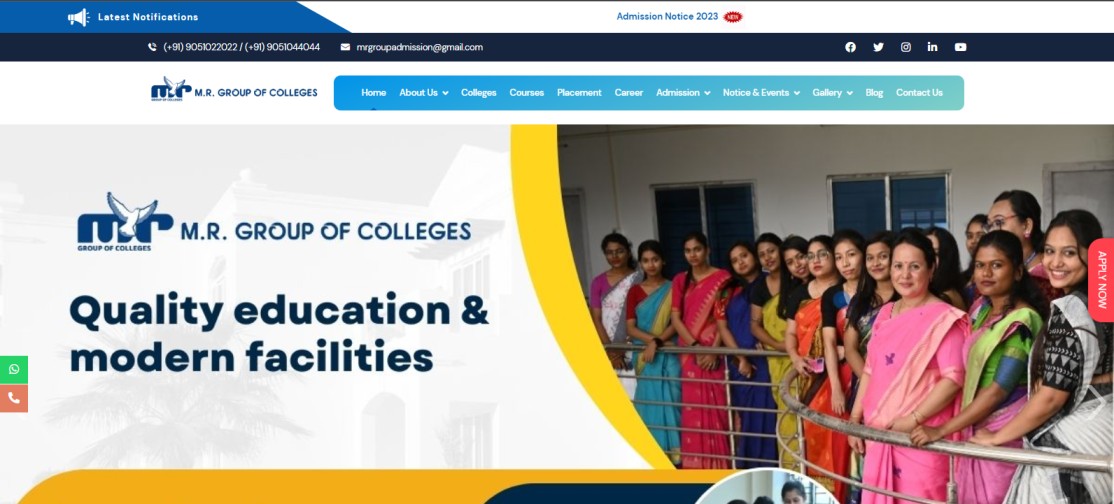 Latest Notifications
Admission Notice 2023 NEW
(+91) 9051022022 / (+91) 9051044044 mrgroupadmission@gmail.com
mr GROUP OF COLLEGES M.R. GROUP OF COLLEGES
Home About Us Colleges Courses Placement Career Admission Notice & Events Gallery Blog Contact Us
mr GROUP OF COLLEGES M.R. GROUP OF COLLEGES
Quality education &
modern facilities
APPLY NOW